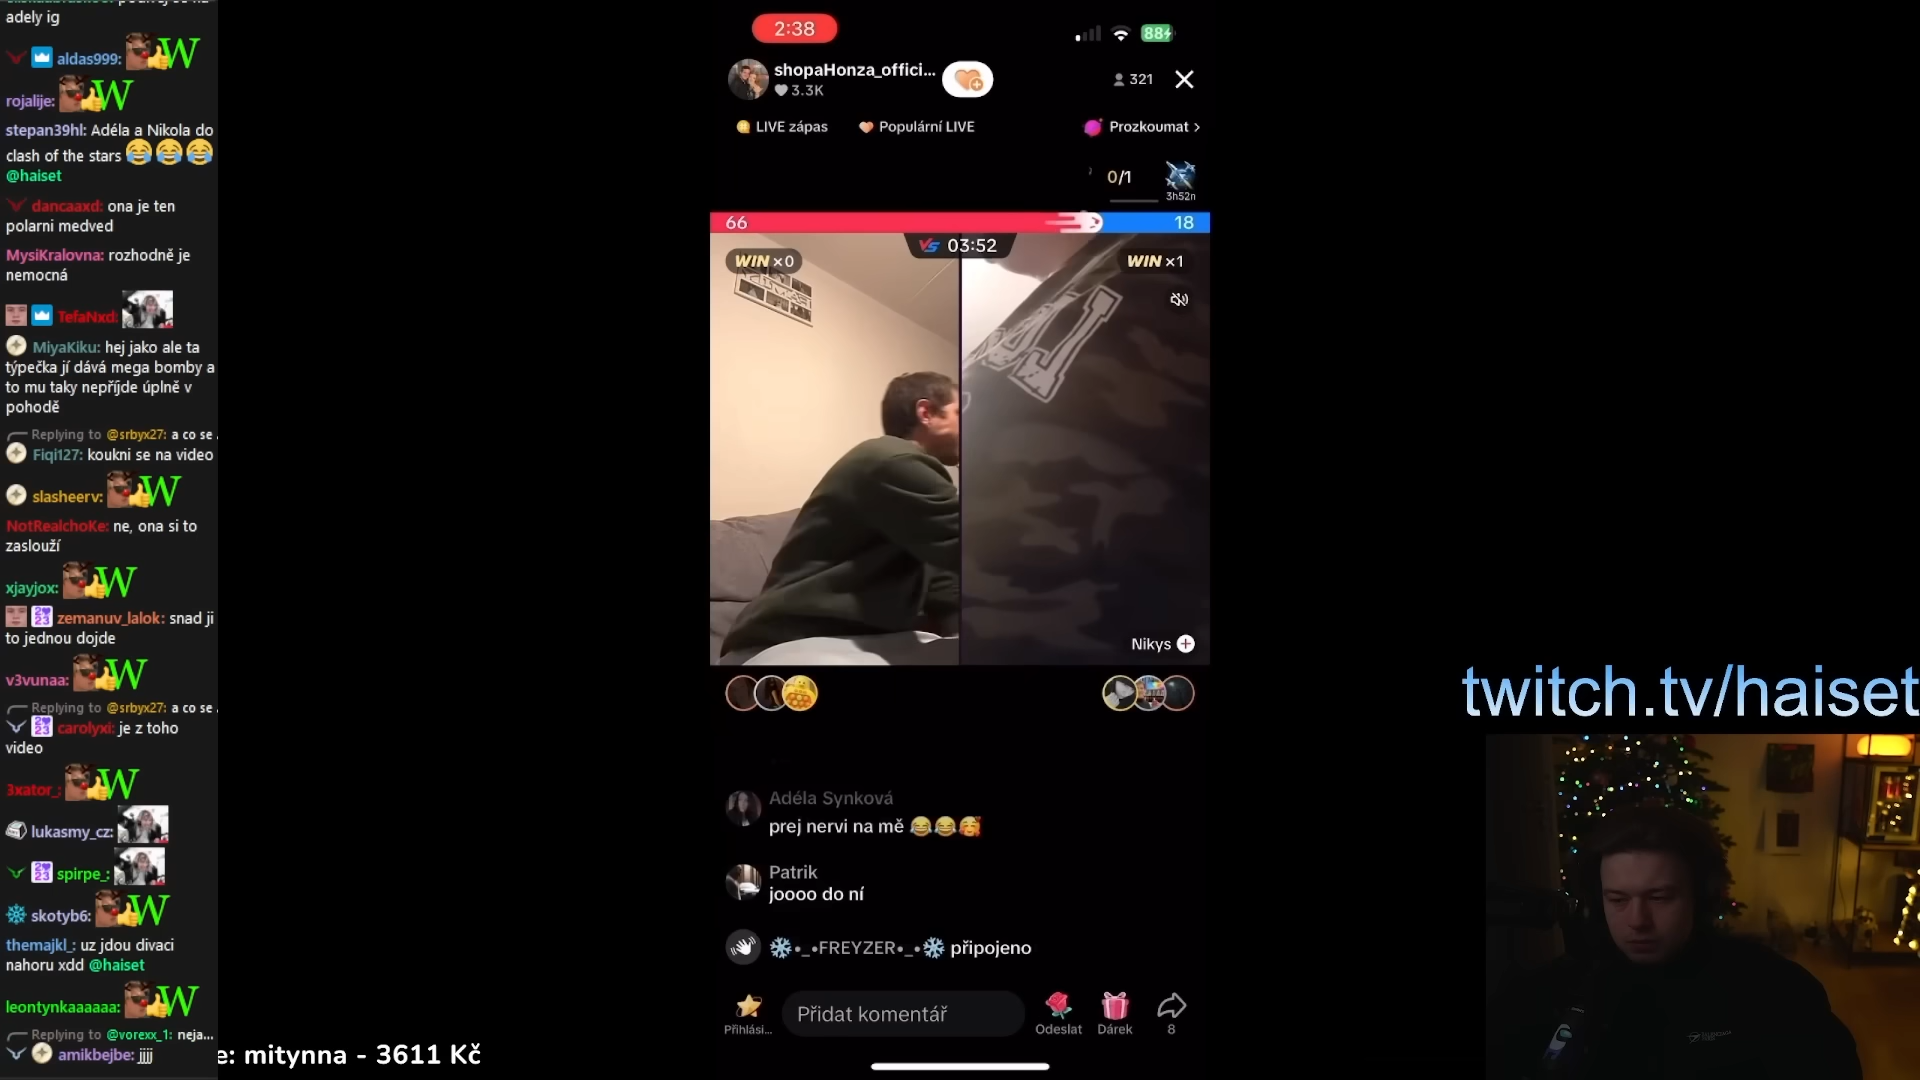 adely ig
aldas999:
rojalije:
stepan39hl: Adéla a Nikola do
clash of the stars
@haiset
dancaaxd: ona je ten
polarni medved
MysiKralovna: rozhodně je
nemocná
TefaNxd:
MiyaKiku: hej jako ale ta
týpečka jí dává mega bomby a
to mu taky nepříjde úplně v
pohodě
Replying to @srbyx27: a co se
Fiqi127: koukni se na video
slasheerv:
NotRealchoKe: ne, ona si to
zaslouží
xjayjox:
zemanuv_lalok: snad ji
to jednou dojde
v3vunaa:
Replying to @srbyx27: a co se
carolyxi: je z toho
video
3xator_:
lukasmy_cz:
spirpe_:
skotyb6:
themajkl_: uz jdou divaci
nahoru xdd @haiset
leontynkaaaaaa:
Replying to @vorexx_1: neja...
amikbejbe: jjjj
e: mitynna - 3611 Kč
2:38
88
shopaHonza_offici...
3.3K
321
LIVE zápas
Populární LIVE
Prozkoumat >
0/1
3h52n
66
18
VS 03:52
WIN ×0
WIN ×1
Nikys
Adéla Synková
prej nervi na mě 😂😂🥰
Patrik
joooo do ní
❄️•_•FREYZER•_•❄️ připojeno
Přihlási...
Přidat komentář
Odeslat
Dárek
8
twitch.tv/haiset